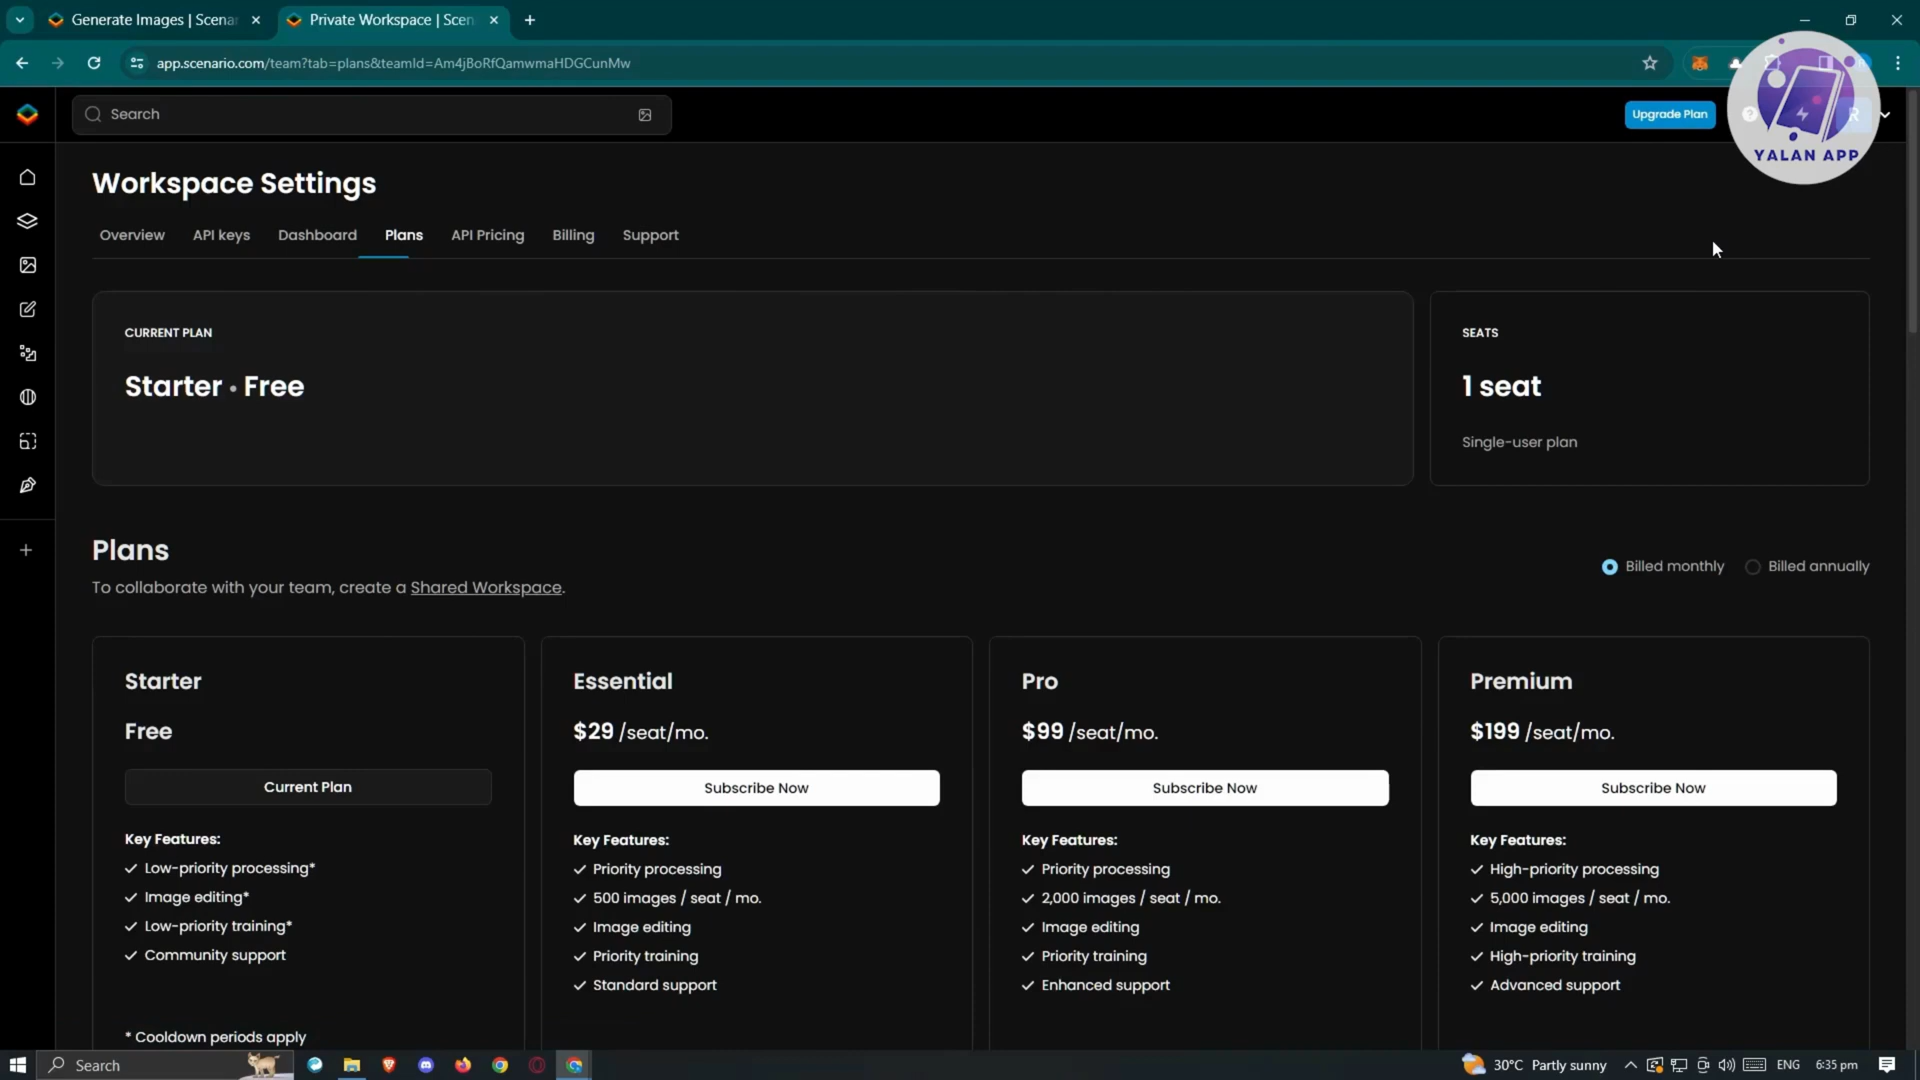 Generate Images | Scenar
Private Workspace | Scen
app.scenario.com/team?tab=plans&teamId=Am4jBoRfQamwmaHDGCunMw
Search
Upgrade Plan
R
YALAN APP
Workspace Settings
Overview
API keys
Dashboard
Plans
API Pricing
Billing
Support
CURRENT PLAN
Starter • Free
SEATS
1 seat
Single-user plan
Plans
To collaborate with your team, create a Shared Workspace.
Billed monthly
Billed annually
Starter
Free
Current Plan
Key Features:
Low-priority processing*
Image editing*
Low-priority training*
Community support
* Cooldown periods apply
Essential
$29 /seat/mo.
Subscribe Now
Key Features:
Priority processing
500 images / seat / mo.
Image editing
Priority training
Standard support
Pro
$99 /seat/mo.
Subscribe Now
Key Features:
Priority processing
2,000 images / seat / mo.
Image editing
Priority training
Enhanced support
Premium
$199 /seat/mo.
Subscribe Now
Key Features:
High-priority processing
5,000 images / seat / mo.
Image editing
High-priority training
Advanced support
Search
30°C Partly sunny
ENG
6:35 pm